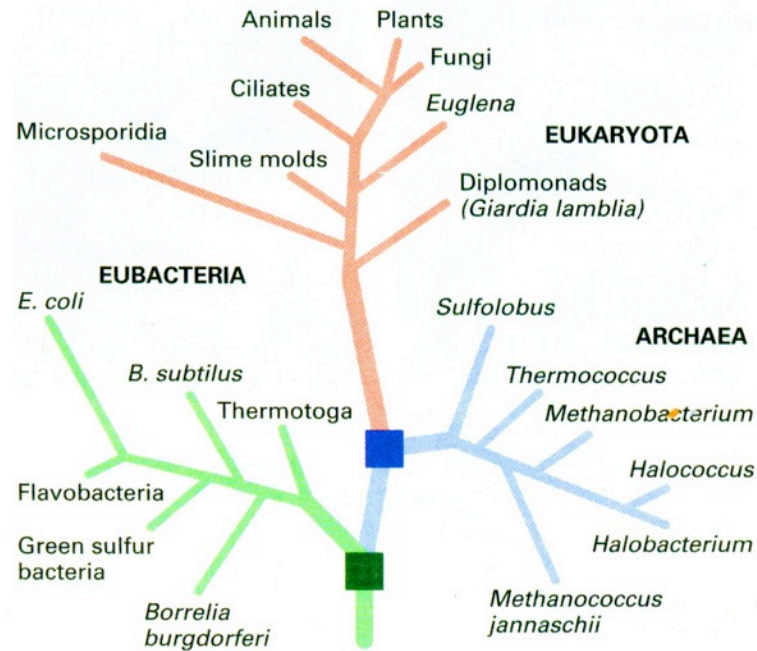 Animals
Plants
Fungi
Ciliates
Euglena
Microsporidia
EUKARYOTA
Slime molds
Diplomonads
(Giardia lamblia)
EUBACTERIA
E. coli
Sulfolobus
ARCHAEA
B. subtilus
Thermococcus
Thermotoga
Methanobacterium
Halococcus
Flavobacteria
Green sulfur
bacteria
Halobacterium
Borrelia
burgdorferi
Methanococcus
jannaschii